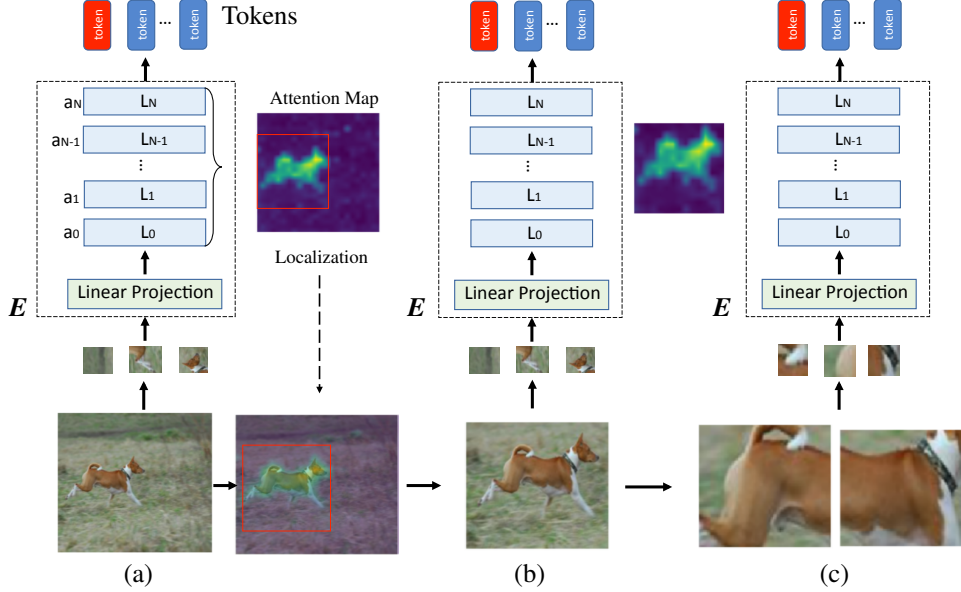 token
token
...
token
Tokens
token
token
...
token
token
token
...
token
aN
LN
aN-1
LN-1
...
a1
L1
a0
L0
Linear Projection
E
Attention Map
Localization
LN
LN-1
...
L1
L0
Linear Projection
E
LN
LN-1
...
L1
L0
Linear Projection
E
(a)
(b)
(c)